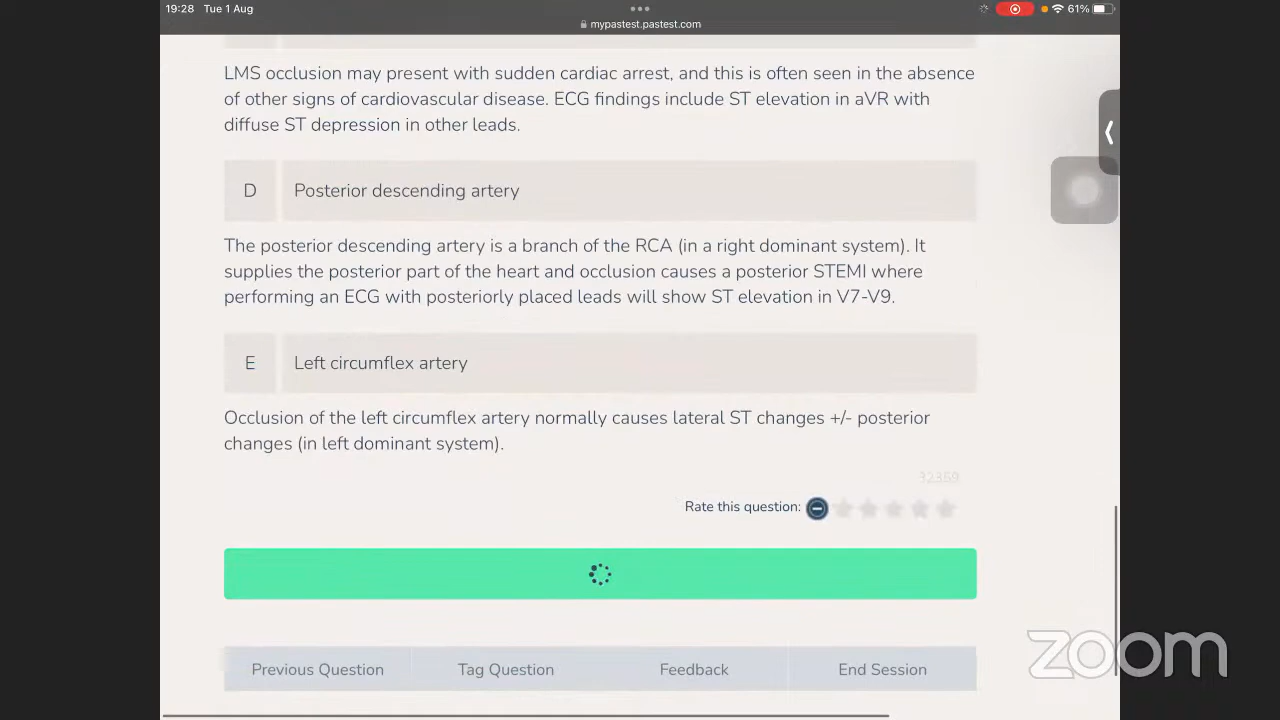 19:28 Tue 1 Aug
61%
mypastest.pastest.com
LMS occlusion may present with sudden cardiac arrest, and this is often seen in the absence
of other signs of cardiovascular disease. ECG findings include ST elevation in aVR with
diffuse ST depression in other leads.
D Posterior descending artery
The posterior descending artery is a branch of the RCA (in a right dominant system). It
supplies the posterior part of the heart and occlusion causes a posterior STEMI where
performing an ECG with posteriorly placed leads will show ST elevation in V7-V9.
E Left circumflex artery
Occlusion of the left circumflex artery normally causes lateral ST changes +/- posterior
changes (in left dominant system).
32359
Rate this question:
Previous Question Tag Question Feedback End Session
zoom